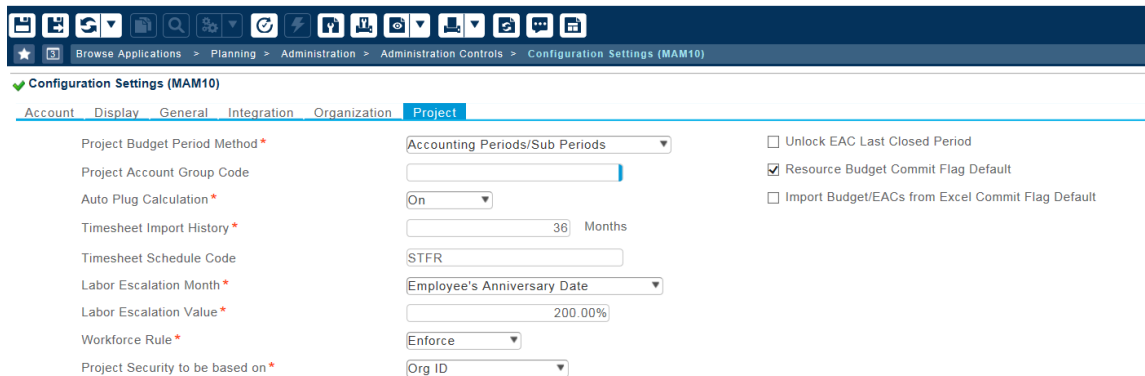 3 Browse Applications > Planning > Administration > Administration Controls > Configuration Settings (MAM10)
Configuration Settings (MAM10)
Account Display General Integration Organization Project
Project Budget Period Method * Accounting Periods/Sub Periods Unlock EAC Last Closed Period
Project Account Group Code Resource Budget Commit Flag Default
Auto Plug Calculation * On Import Budget/EACs from Excel Commit Flag Default
Timesheet Import History * 36 Months
Timesheet Schedule Code STFR
Labor Escalation Month * Employee's Anniversary Date
Labor Escalation Value * 200.00%
Workforce Rule * Enforce
Project Security to be based on * Org ID